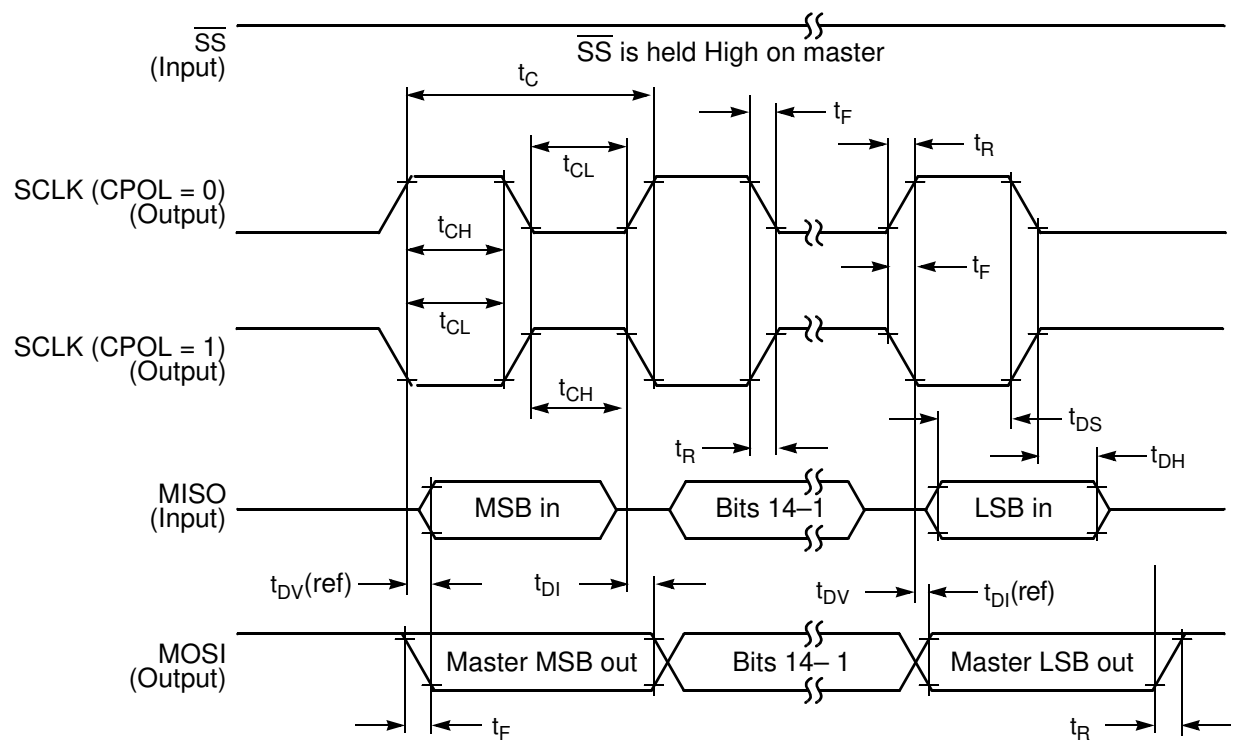 SS
(Input)
SS is held High on master
tC
tF
tR
tCL
SCLK (CPOL = 0)
(Output)
tCH
tF
tCL
SCLK (CPOL = 1)
(Output)
tCH
tDS
tR
tDH
MISO
(Input)
MSB in
Bits 14–1
LSB in
tDV(ref)
tDI
tDV
tDI(ref)
MOSI
(Output)
Master MSB out
Bits 14– 1
Master LSB out
tF
tR